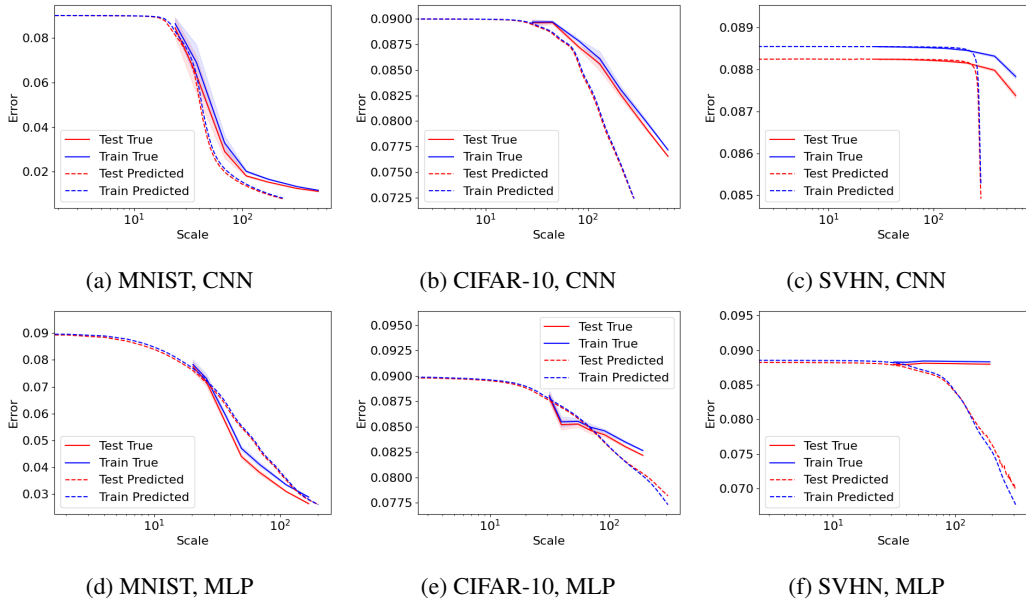 0.08
0.06
0.04
0.02
Error
Test True
Train True
Test Predicted
Train Predicted
10¹
10²
Scale
(a) MNIST, CNN
0.0900
0.0875
0.0850
0.0825
0.0800
0.0775
0.0750
0.0725
Error
Test True
Train True
Test Predicted
Train Predicted
10¹
10²
Scale
(b) CIFAR-10, CNN
0.089
0.088
0.087
0.086
0.085
Error
Test True
Train True
Test Predicted
Train Predicted
10¹
10²
Scale
(c) SVHN, CNN
0.09
0.08
0.07
0.06
0.05
0.04
0.03
Error
Test True
Train True
Test Predicted
Train Predicted
10¹
10²
Scale
(d) MNIST, MLP
0.0950
0.0925
0.0900
0.0875
0.0850
0.0825
0.0800
0.0775
Error
Test True
Train True
Test Predicted
Train Predicted
10¹
10²
Scale
(e) CIFAR-10, MLP
0.095
0.090
0.085
0.080
0.075
0.070
Error
Test True
Train True
Test Predicted
Train Predicted
10¹
10²
Scale
(f) SVHN, MLP